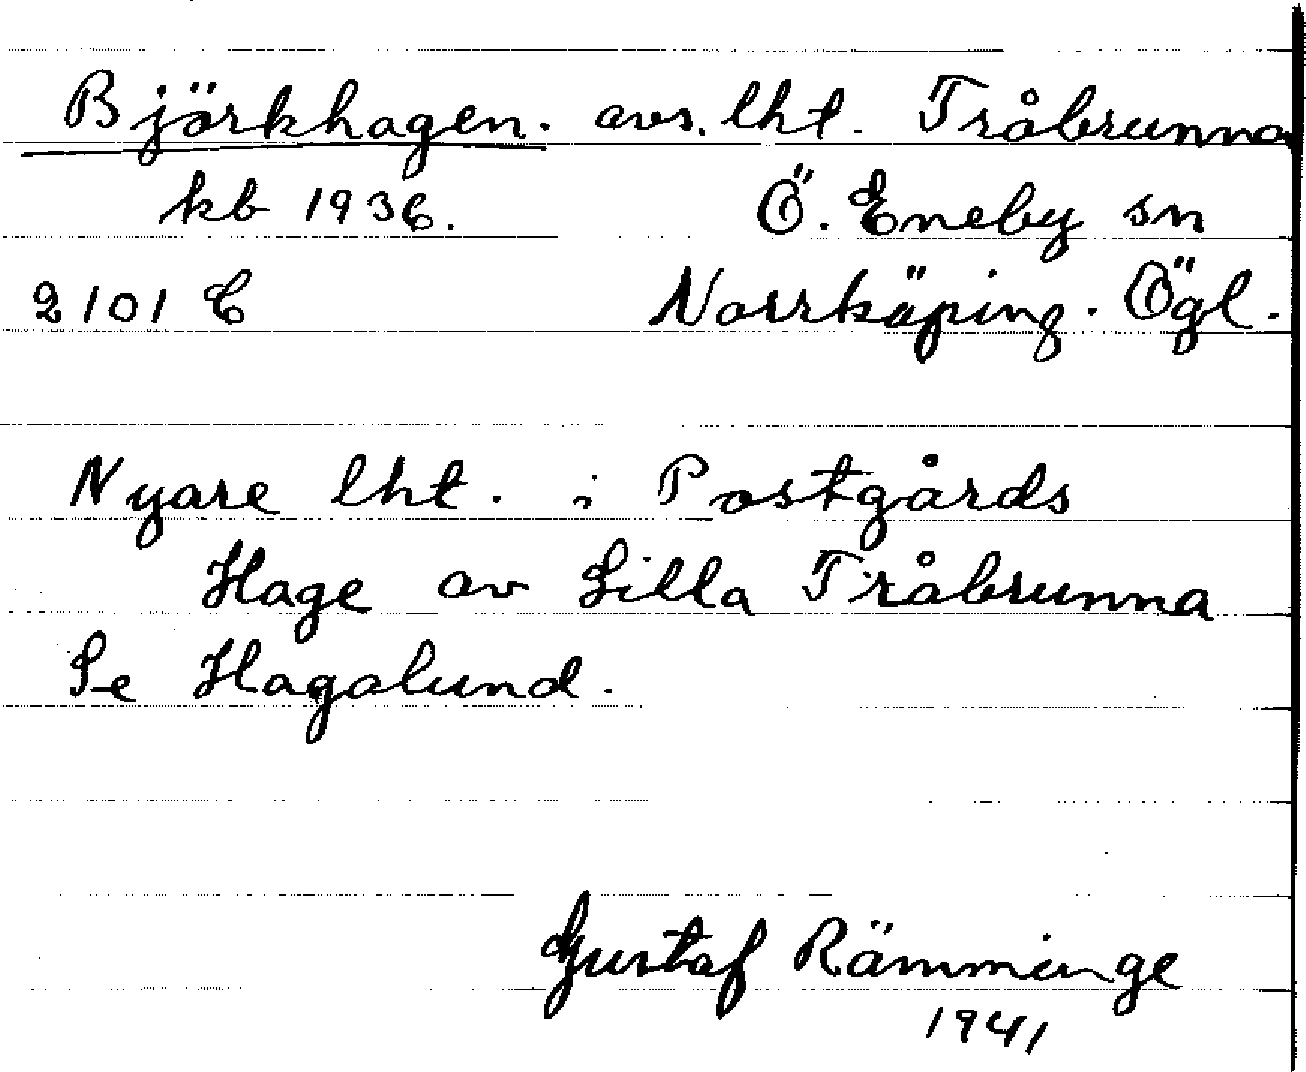 Björkhagen. avs. lht. Tråbrunna
kb 1936. Ö. Eneby sn
2101 C Norrköping. Ögl.
Nyare lht. i Postgårds
Hage av Lilla Tråbrunna
Se Hagalund.
Gustaf Rämminge
1941